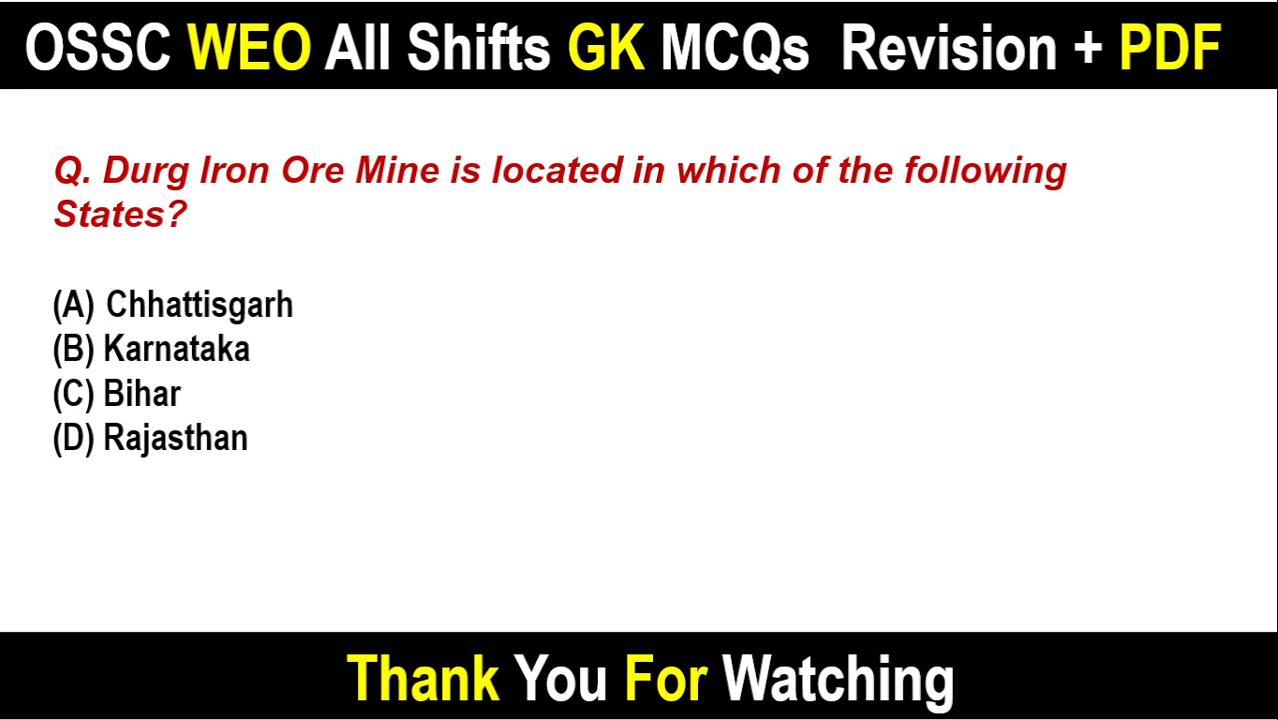 OSSC WEO All Shifts GK MCQs Revision + PDF
Q. Durg Iron Ore Mine is located in which of the following
States?
(A) Chhattisgarh
(B) Karnataka
(C) Bihar
(D) Rajasthan
Thank You For Watching